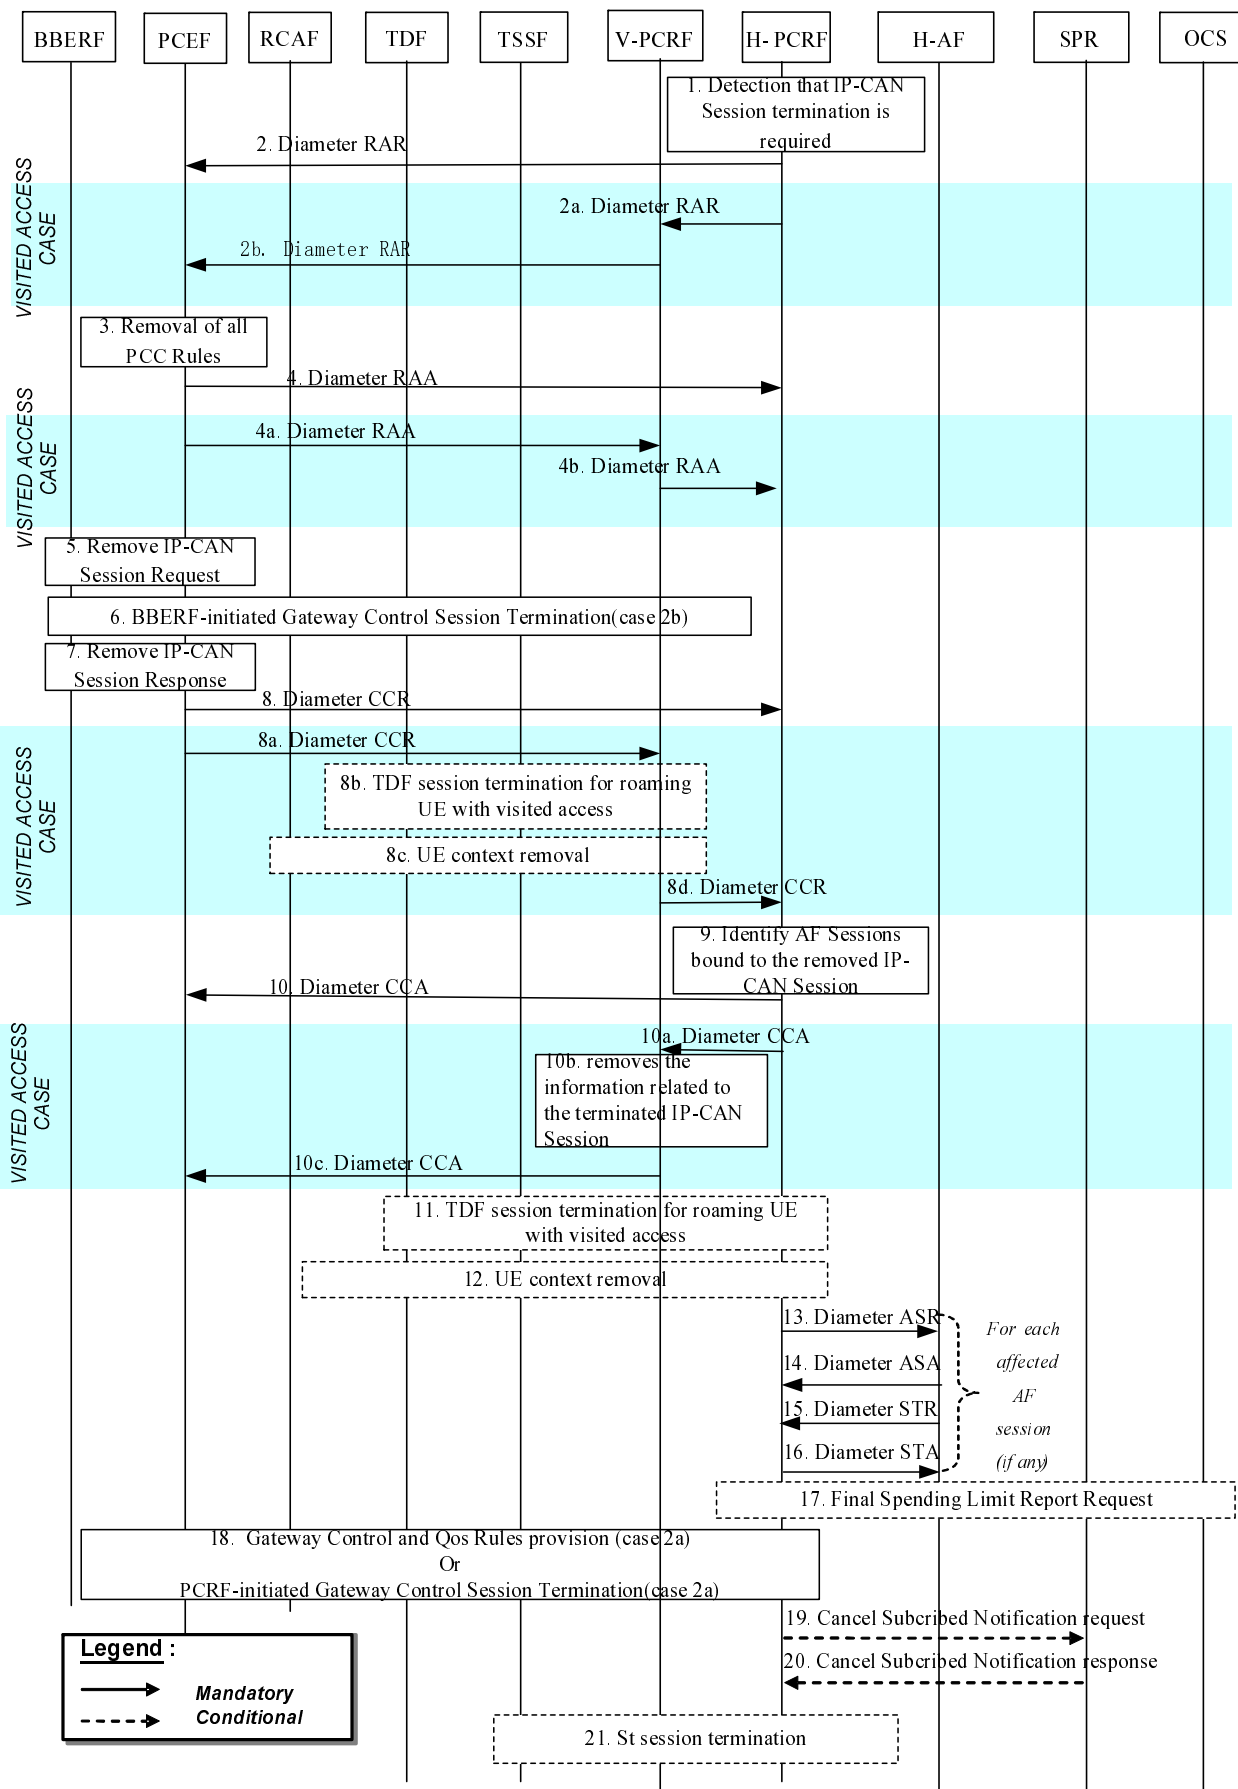 BBERF
PCEF
RCAF
TDF
TSSF
V-PCRF
H- PCRF
H-AF
SPR
OCS
1. Detection that IP-CAN
Session termination is
required
2. Diameter RAR
VISITED ACCESS
CASE
2a. Diameter RAR
2b. Diameter RAR
3. Removal of all
PCC Rules
4. Diameter RAA
VISITED ACCESS
CASE
4a. Diameter RAA
4b. Diameter RAA
5. Remove IP-CAN
Session Request
6. BBERF-initiated Gateway Control Session Termination(case 2b)
7. Remove IP-CAN
Session Response
8. Diameter CCR
VISITED ACCESS
CASE
8a. Diameter CCR
8b. TDF session termination for roaming
UE with visited access
8c. UE context removal
8d. Diameter CCR
9. Identify AF Sessions
bound to the removed IP-
CAN Session
10. Diameter CCA
VISITED ACCESS
CASE
10a. Diameter CCA
10b. removes the
information related to
the terminated IP-CAN
Session
10c. Diameter CCA
11. TDF session termination for roaming UE
with visited access
12. UE context removal
13. Diameter ASR
14. Diameter ASA
15. Diameter STR
16. Diameter STA
For each
affected
AF
session
(if any)
17. Final Spending Limit Report Request
18. Gateway Control and Qos Rules provision (case 2a)
Or
PCRF-initiated Gateway Control Session Termination(case 2a)
19. Cancel Subcribed Notification request
20. Cancel Subcribed Notification response
21. St session termination
Legend :
Mandatory
Conditional